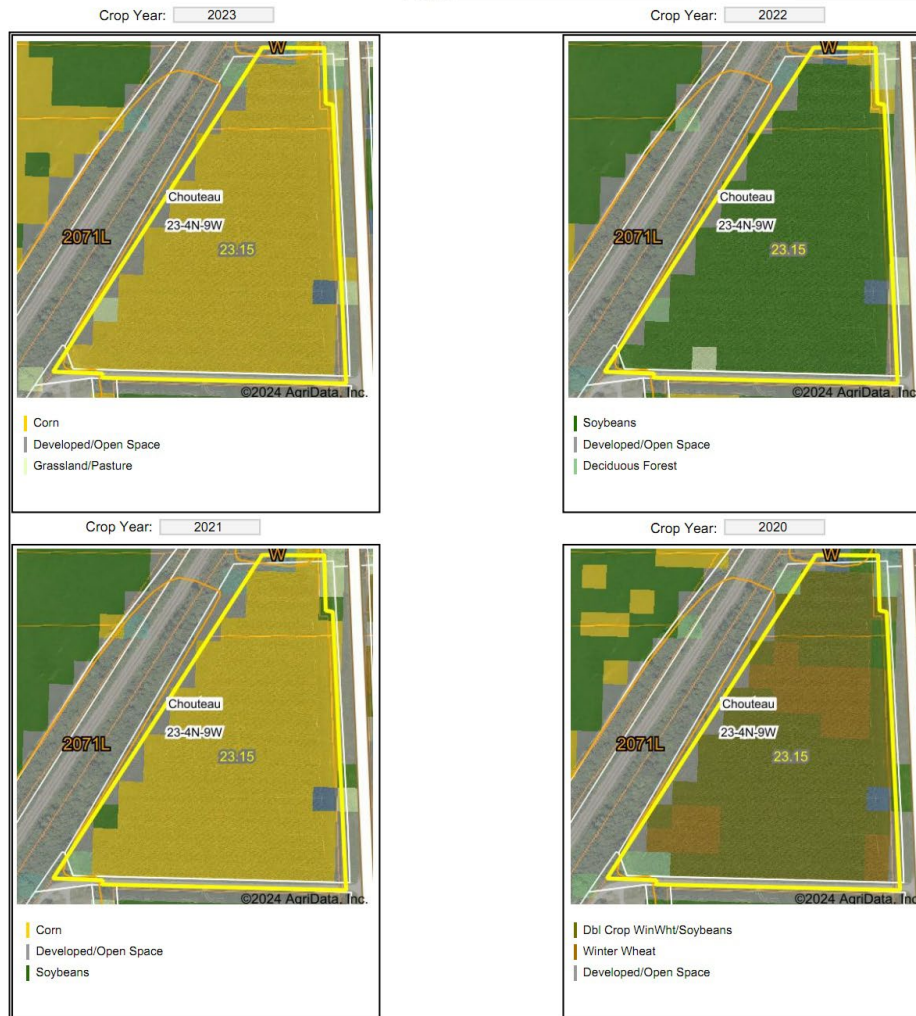 Crop Year: 2023
W
Chouteau
23-4N-9W
2071L
23.15
©2024 AgriData, Inc.
Corn
Developed/Open Space
Grassland/Pasture
Crop Year: 2022
W
Chouteau
23-4N-9W
2071L
23.15
©2024 AgriData, Inc
Soybeans
Developed/Open Space
Deciduous Forest
Crop Year: 2021
W
Chouteau
23-4N-9W
2071L
23.15
©2024 AgriData, Inc.
Corn
Developed/Open Space
Soybeans
Crop Year: 2020
W
Chouteau
23-4N-9W
2071L
23.15
©2024 AgriData, Inc
Dbl Crop WinWht/Soybeans
Winter Wheat
Developed/Open Space